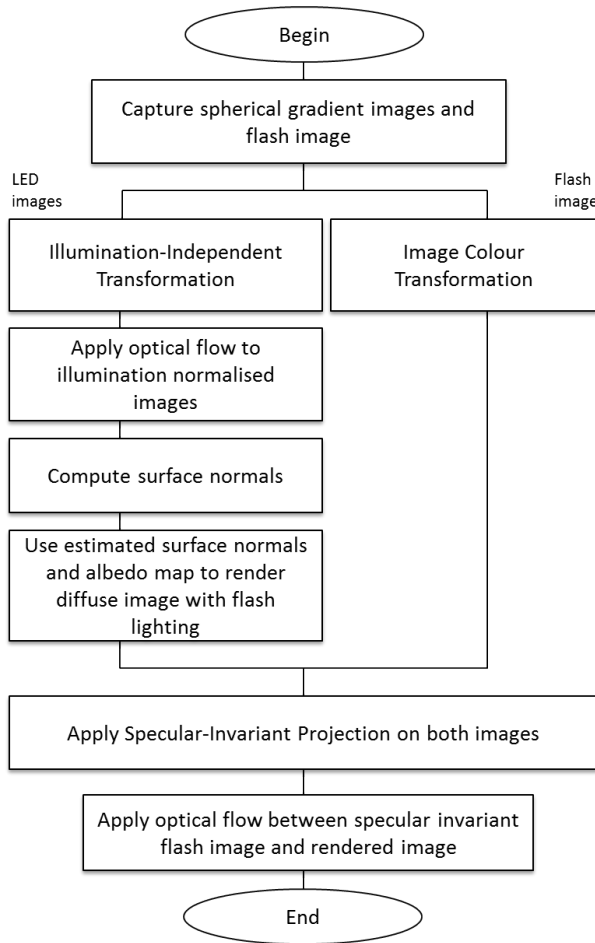 Begin
Capture spherical gradient images and
flash image
LED
images
Flash
image
Illumination-Independent
Transformation
Image Colour
Transformation
Apply optical flow to
illumination normalised
images
Compute surface normals
Use estimated surface normals
and albedo map to render
diffuse image with flash
lighting
Apply Specular-Invariant Projection on both images
Apply optical flow between specular invariant
flash image and rendered image
End